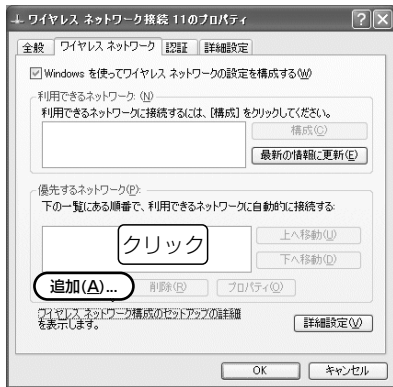 ワイヤレス ネットワーク接続 11のプロパティ
全般 ワイヤレス ネットワーク 認証 詳細設定
Windows を使ってワイヤレス ネットワークの設定を構成する(W)
利用できるネットワーク: (N)
利用できるネットワークに接続するには、[構成] をクリックしてください。
構成(C)
最新の情報に更新(E)
優先するネットワーク(P):
下の一覧にある順番で、利用できるネットワークに自動的に接続する:
上へ移動(U)
クリック
下へ移動(D)
追加(A)... 削除(R) プロパティ(O)
ワイヤレス ネットワーク構成のセットアップの詳細
を表示します。
詳細設定(V)
OK キャンセル